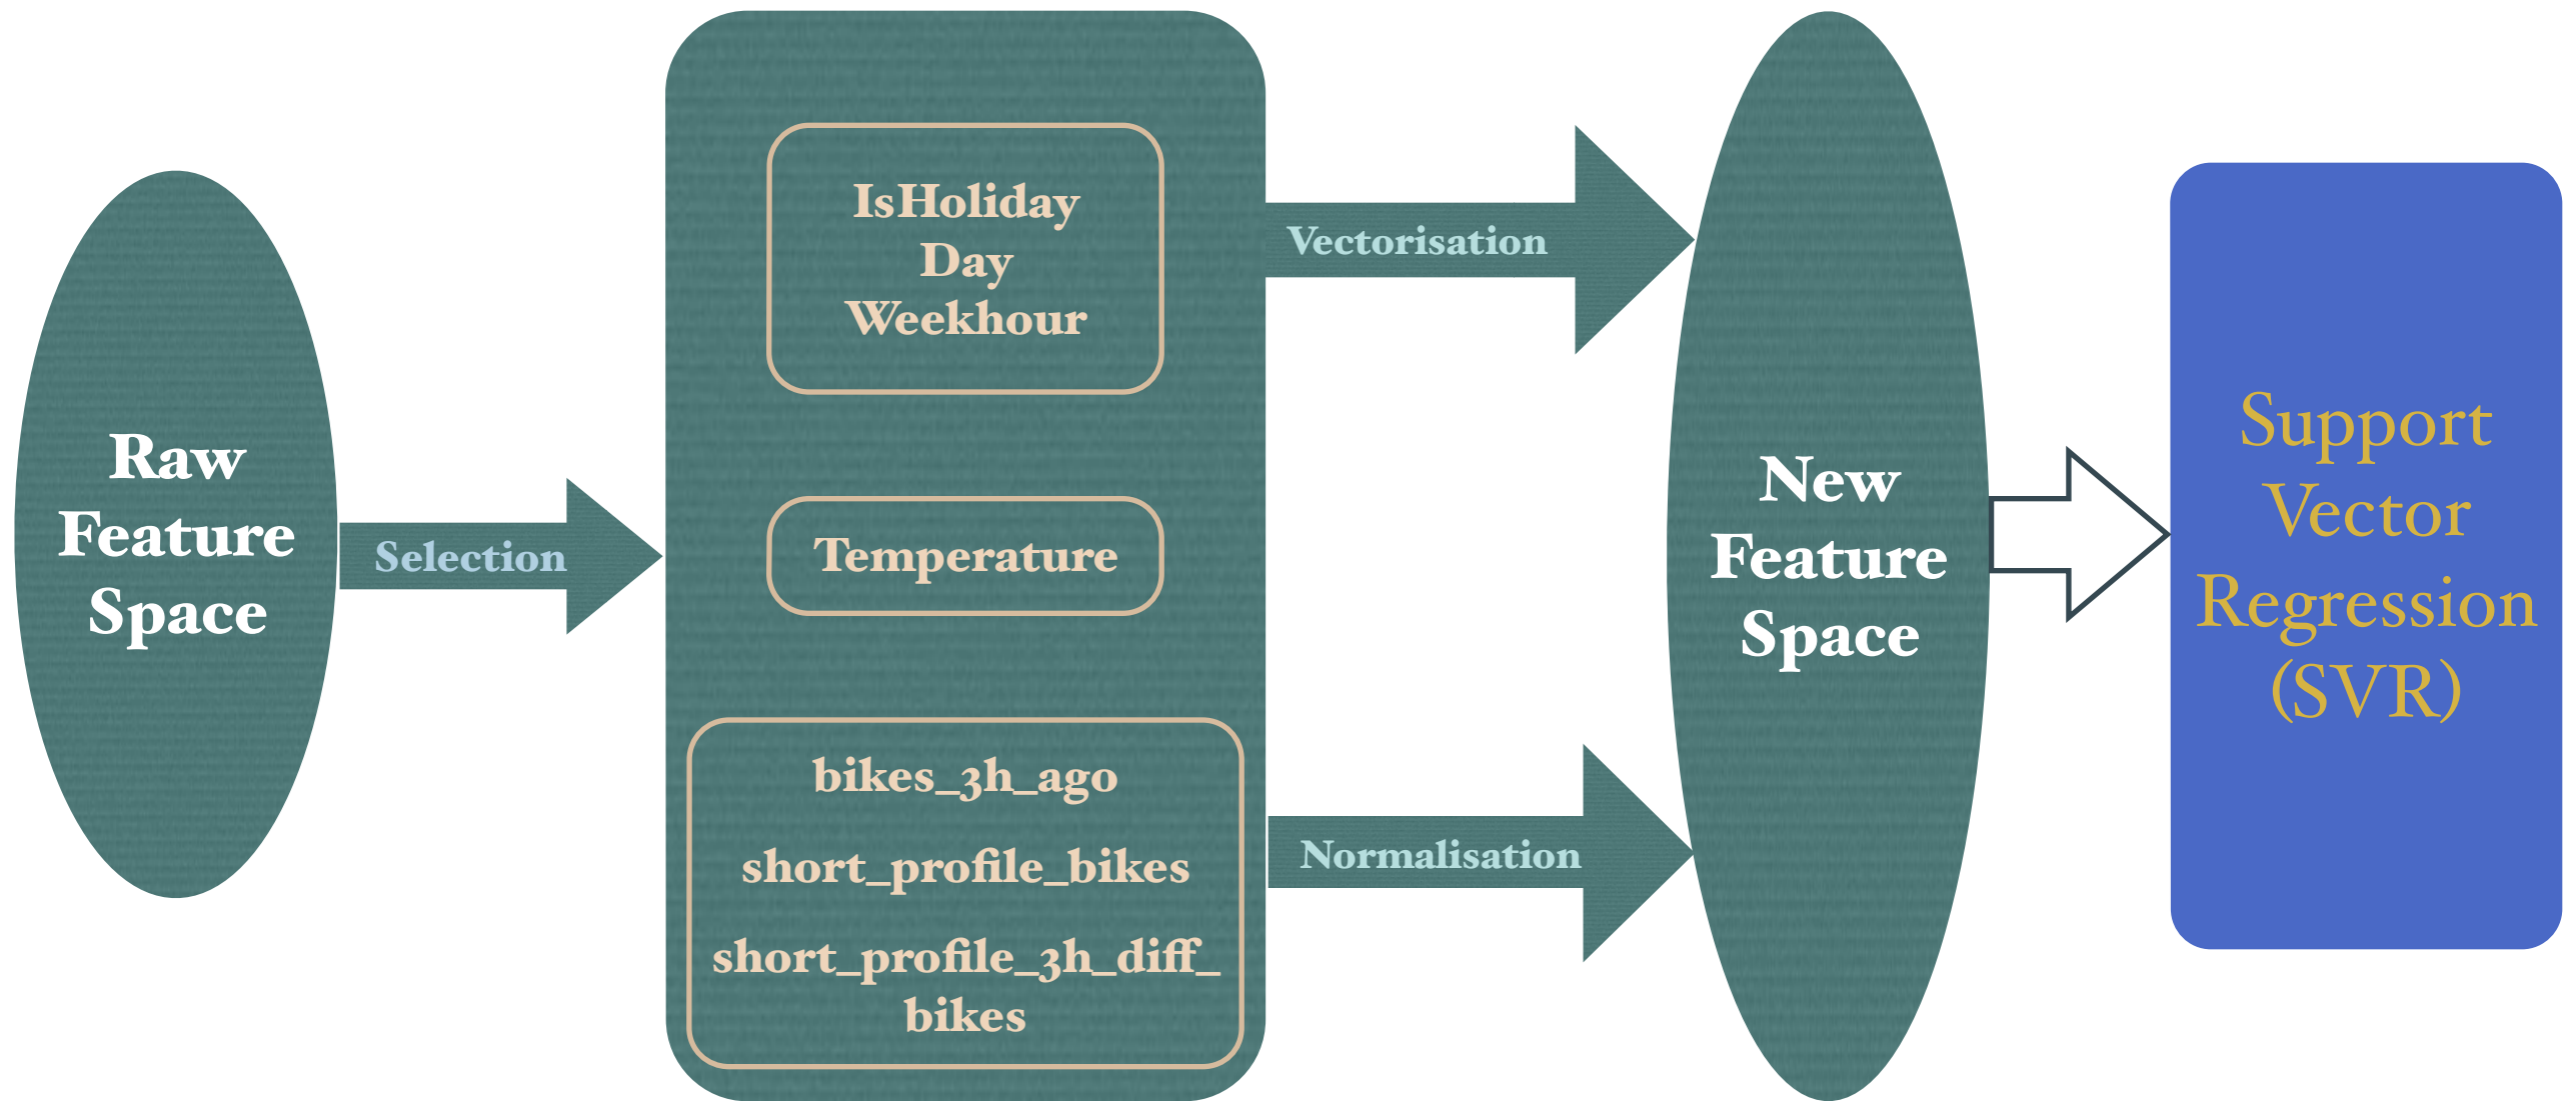 Raw
Feature
Space
Selection
IsHoliday
Day
Weekhour
Temperature
bikes_3h_ago
short_profile_bikes
short_profile_3h_diff_
bikes
Vectorisation
Normalisation
New
Feature
Space
Support
Vector
Regression
(SVR)